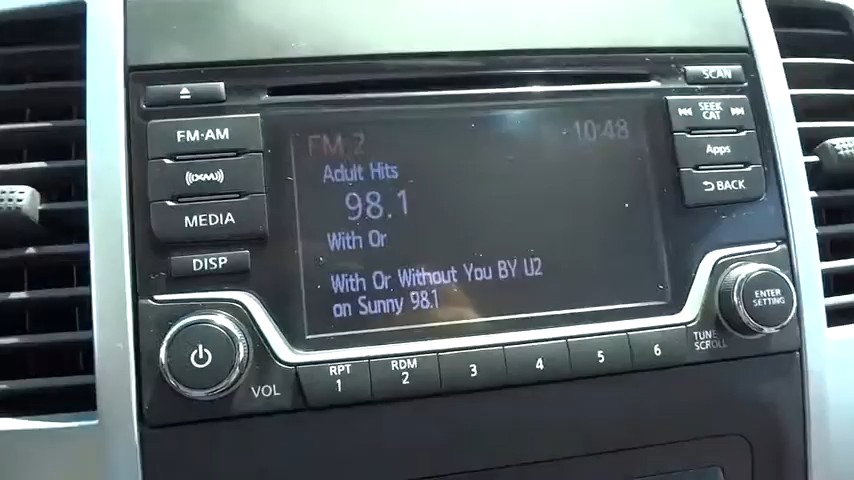 SCAN
FM·AM
FM 2
10:48
SEEK
CAT
Adult Hits
((XM))
Apps
98.1
MEDIA
BACK
With Or
DISP
With Or Without You BY U2
on Sunny 98.1
ENTER
SETTING
TUNE
SCROLL
VOL
RPT
1
RDM
2
3
4
5
6